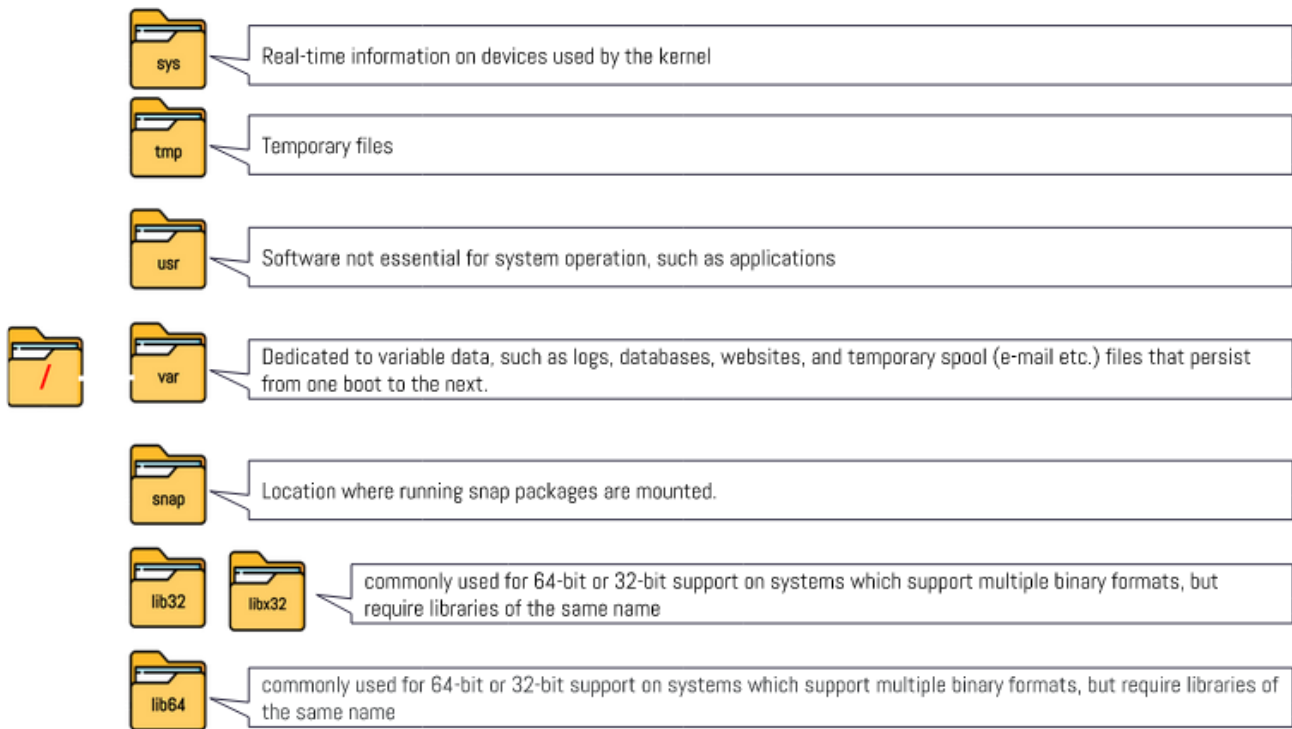 sys
Real-time information on devices used by the kernel
tmp
Temporary files
usr
Software not essential for system operation, such as applications
/
var
Dedicated to variable data, such as logs, databases, websites, and temporary spool (e-mail etc.) files that persist
from one boot to the next.
snap
Location where running snap packages are mounted.
lib32
libx32
commonly used for 64-bit or 32-bit support on systems which support multiple binary formats, but
require libraries of the same name
lib64
commonly used for 64-bit or 32-bit support on systems which support multiple binary formats, but require libraries of
the same name